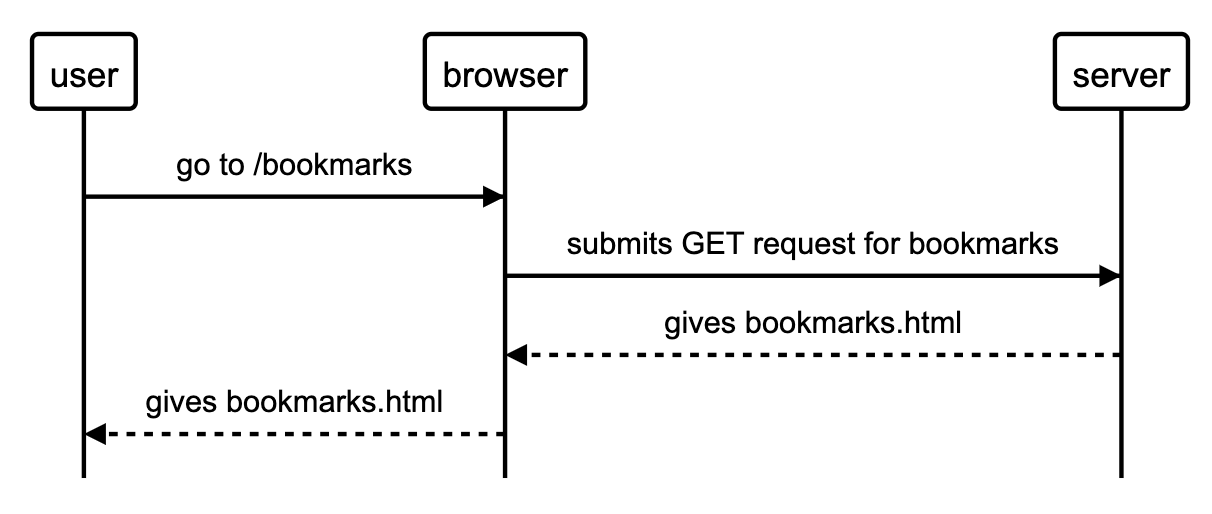 user
browser
server
go to /bookmarks
submits GET request for bookmarks
gives bookmarks.html
gives bookmarks.html